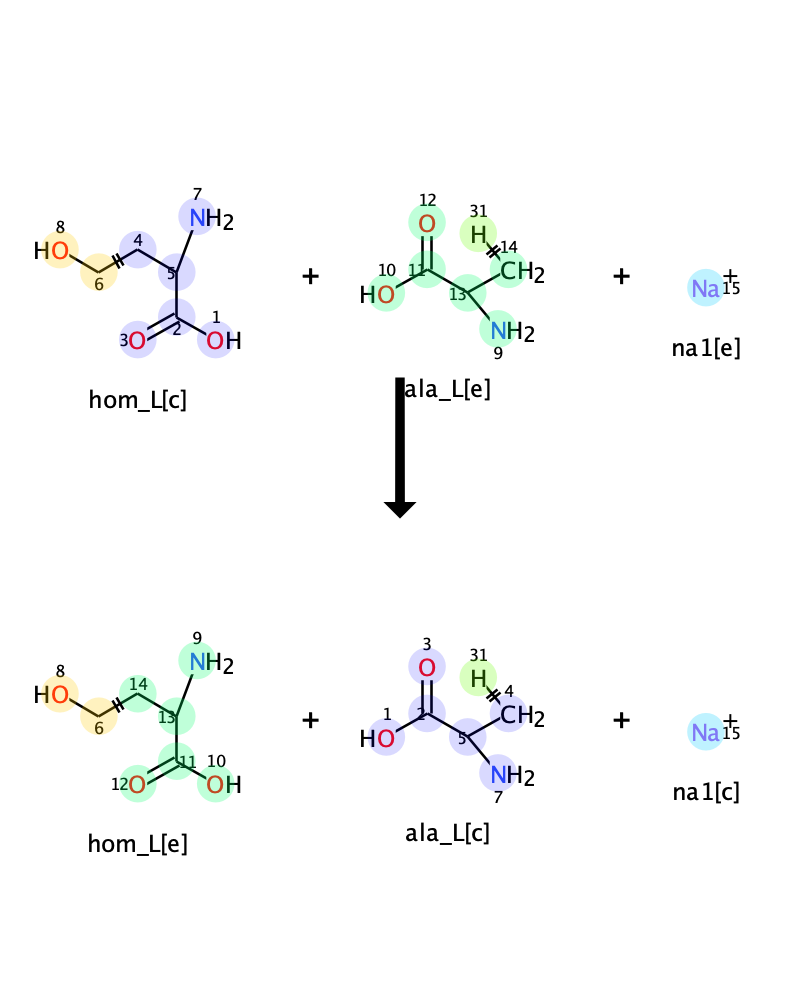 7
NH2
8
HO
4
5
6
3
O
2
1
OH
hom_L[c]
+
12
O
31
H
14
CH2
10
HO
11
13
NH2
9
ala_L[e]
+
Na+
15
na1[e]
9
NH2
8
HO
14
13
6
12
O
11
10
OH
hom_L[e]
+
3
O
31
H
4
CH2
1
HO
2
5
NH2
7
ala_L[c]
+
Na+
15
na1[c]